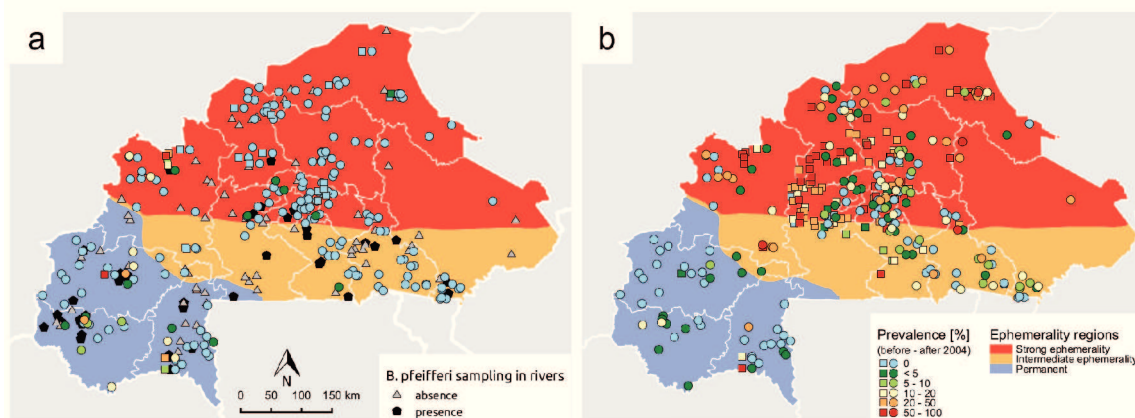 a
b
N
0 50 100 150 km
B. pfeifferi sampling in rivers
absence
presence
Prevalence [%]
(before - after 2004)
0
< 5
5 - 10
10 - 20
20 - 50
50 - 100
Ephemerality regions
Strong ephemerality
Intermediate ephemerality
Permanent